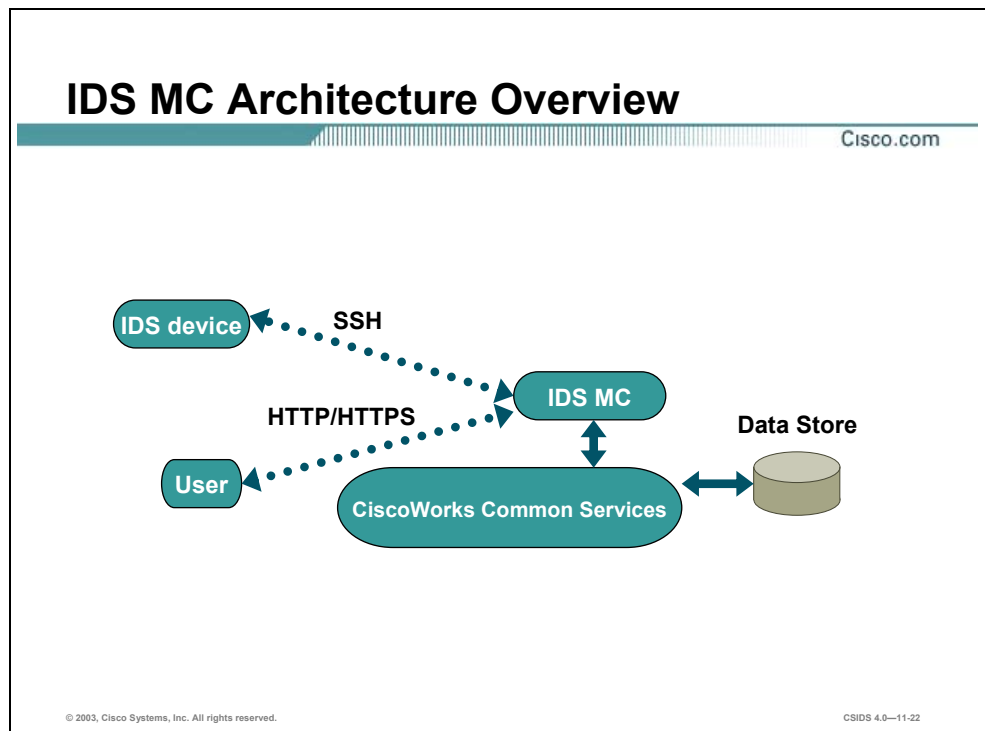 IDS MC Architecture Overview
Cisco.com
IDS device
SSH
IDS MC
HTTP/HTTPS
Data Store
User
CiscoWorks Common Services
© 2003, Cisco Systems, Inc. All rights reserved.
CSIDS 4.0—11-22